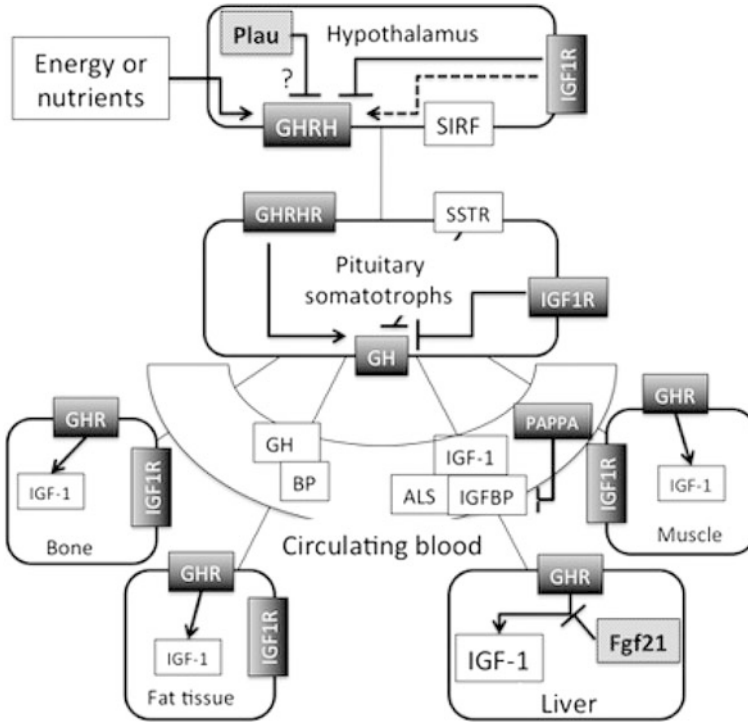 Plau
Hypothalamus
Energy or
nutrients
?
IGF1R
GHRH
SIRF
GHRHR
SSTR
Pituitary
somatotrophs
IGF1R
GH
GHR
GHR
PAPPA
GH
BP
IGF-1
ALS
IGFBP
IGF-1
IGF1R
IGF1R
IGF-1
Bone
Muscle
Circulating blood
GHR
GHR
IGF1R
IGF-1
IGF-1
Fgf21
Fat tissue
Liver